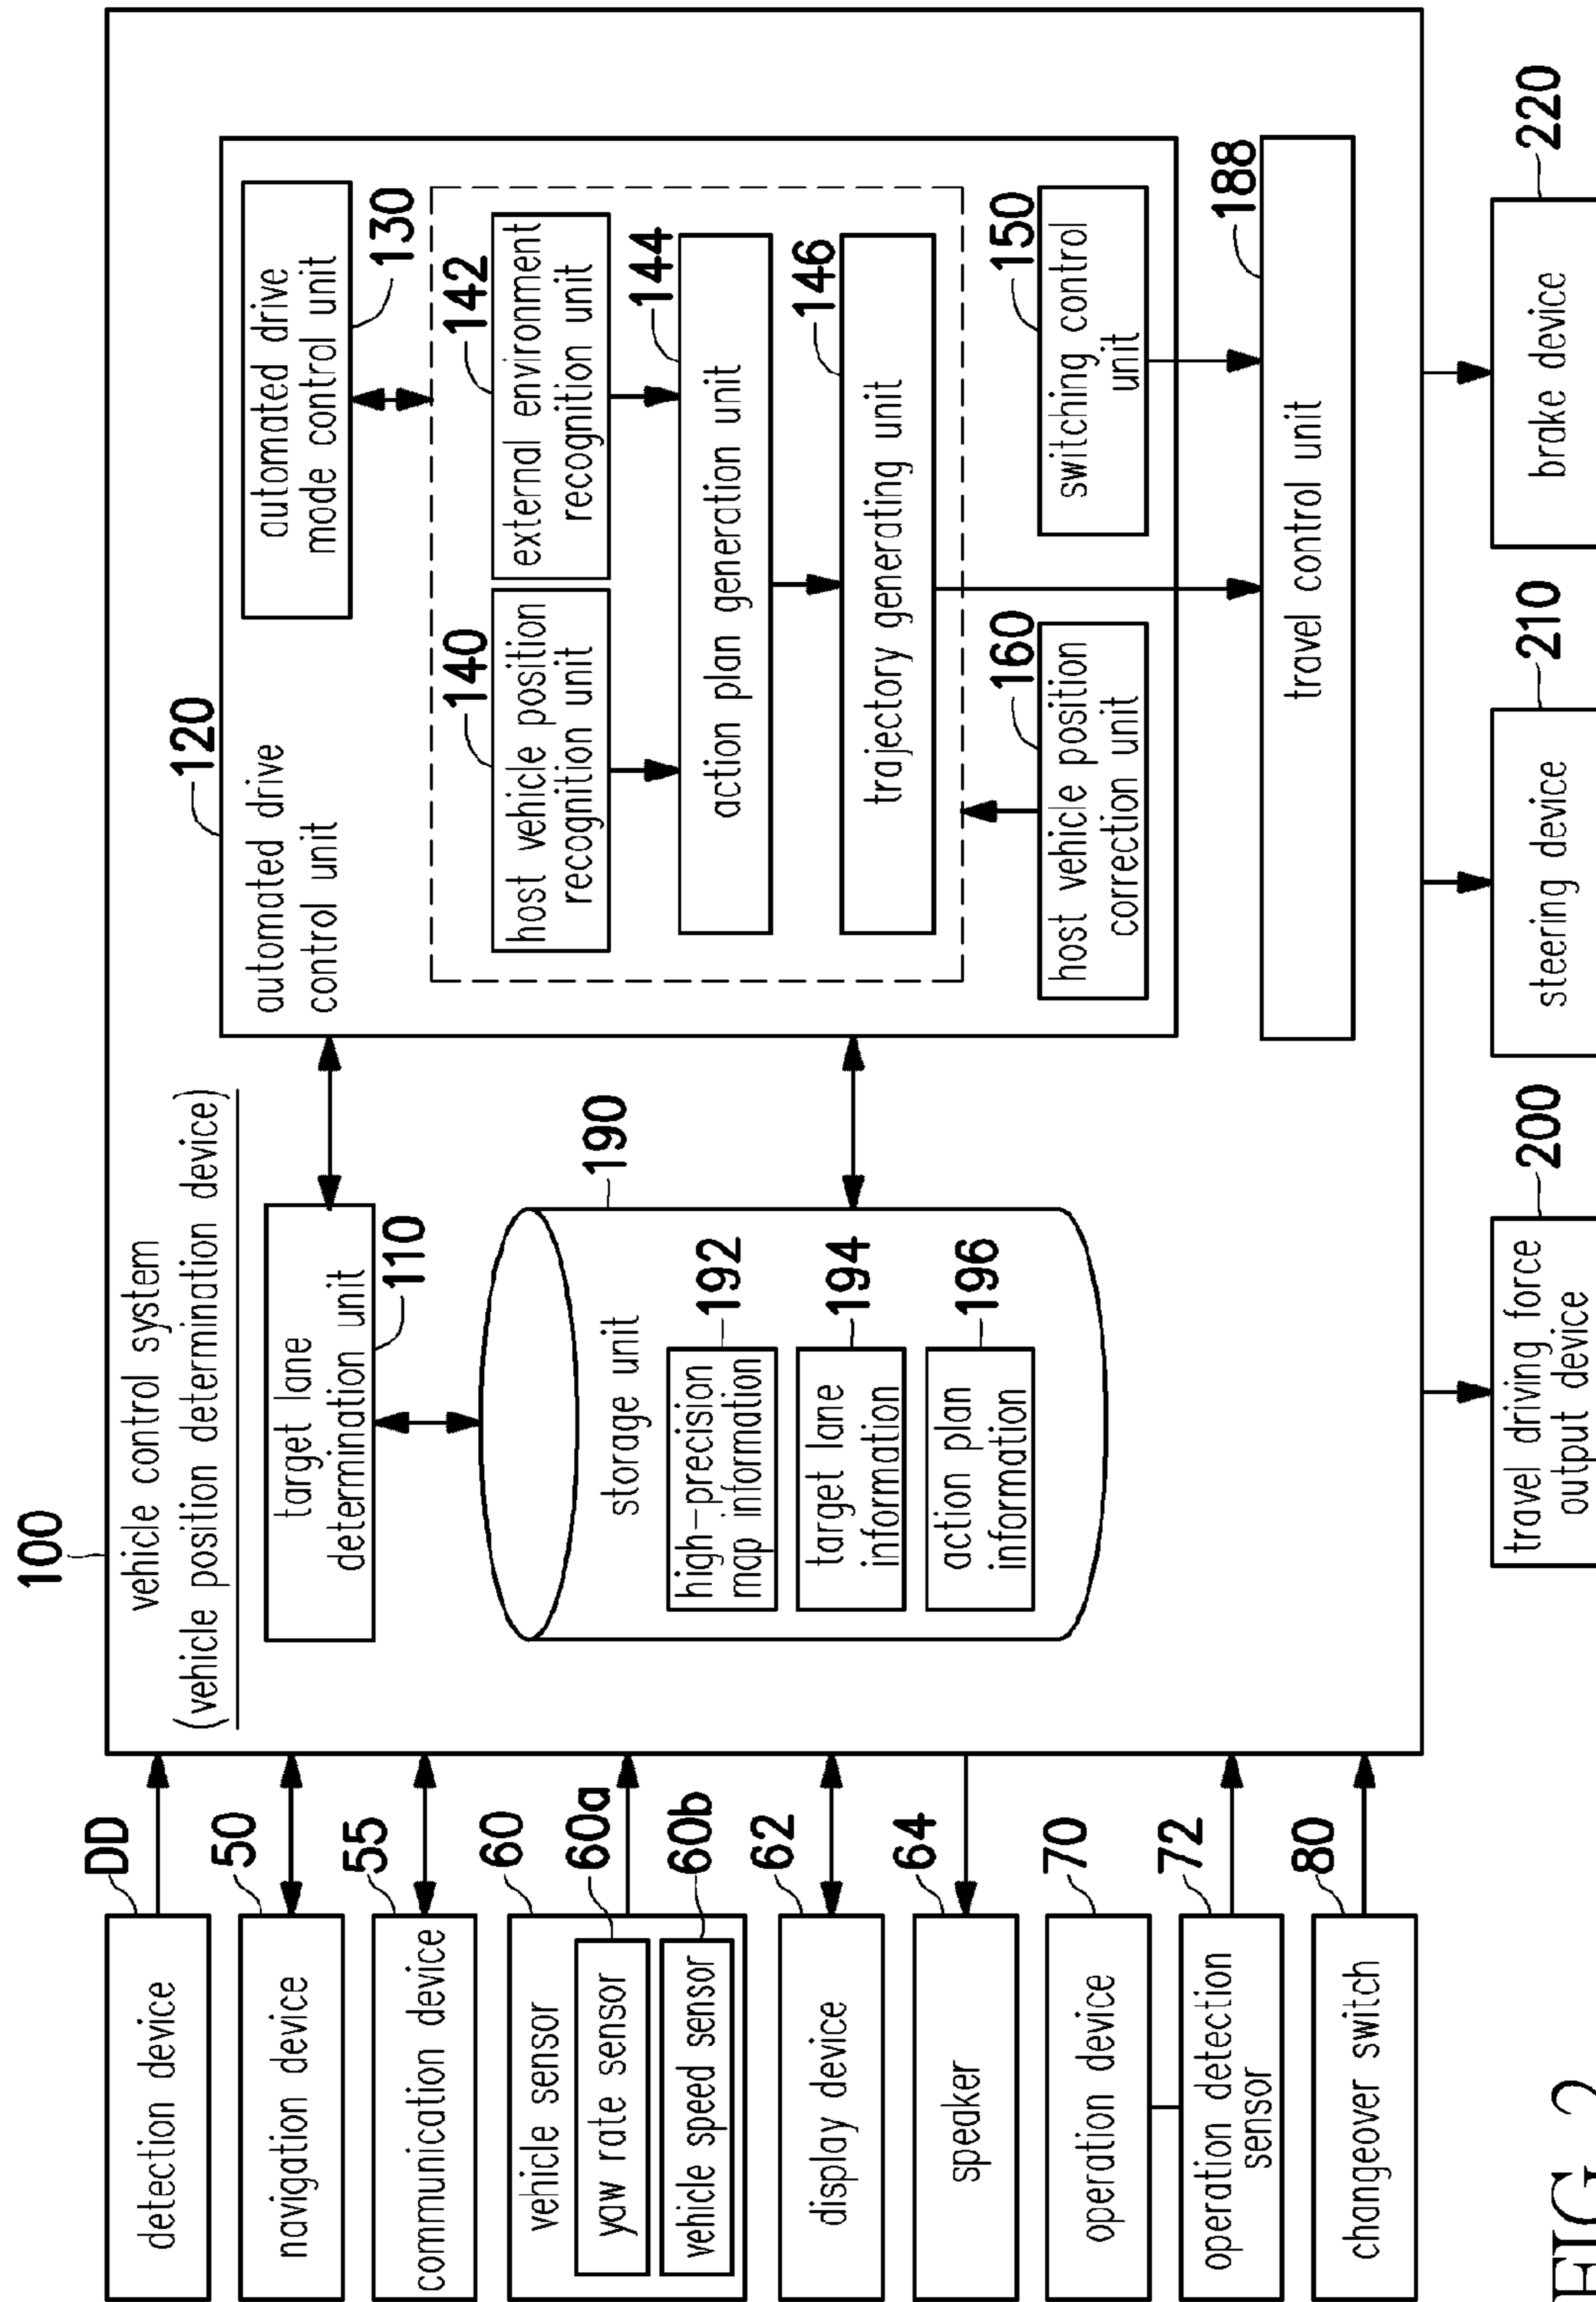 100
vehicle control system
(vehicle position determination device)
DD
detection device
50
navigation device
55
communication device
60
vehicle sensor
60a
yaw rate sensor
60b
vehicle speed sensor
62
display device
64
speaker
70
operation device
72
operation detection
sensor
80
changeover switch
target lane
determination unit
110
190
storage unit
high-precision
map information
192
target lane
information
194
action plan
information
196
120
automated drive
control unit
automated drive
mode control unit
130
140
host vehicle position
recognition unit
142
external environment
recognition unit
144
action plan generation unit
146
trajectory generating unit
160
host vehicle position
correction unit
150
switching control
unit
188
travel control unit
200
travel driving force
output device
210
steering device
220
brake device
FIG. 2